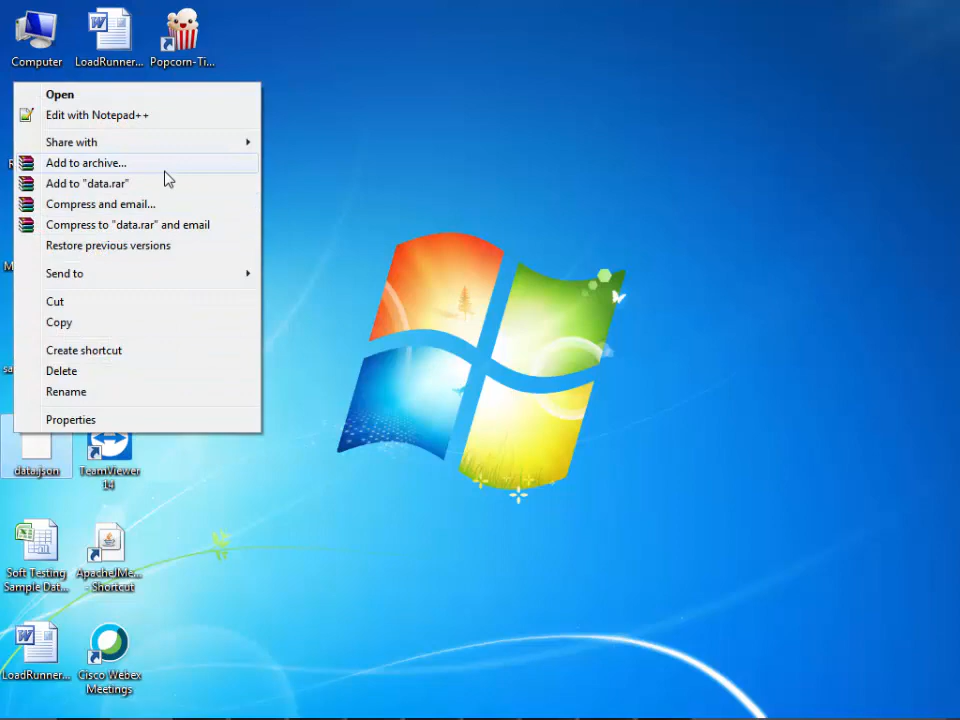 Computer
LoadRunner...
Popcorn-Ti...
Open
Edit with Notepad++
Share with
Add to archive...
Add to "data.rar"
Compress and email...
Compress to "data.rar" and email
Restore previous versions
Send to
Cut
Copy
Create shortcut
Delete
Rename
Properties
data.json
TeamViewer
14
Soft Testing
Sample Dat...
ApacheJMe...
- Shortcut
LoadRunner...
Cisco Webex
Meetings